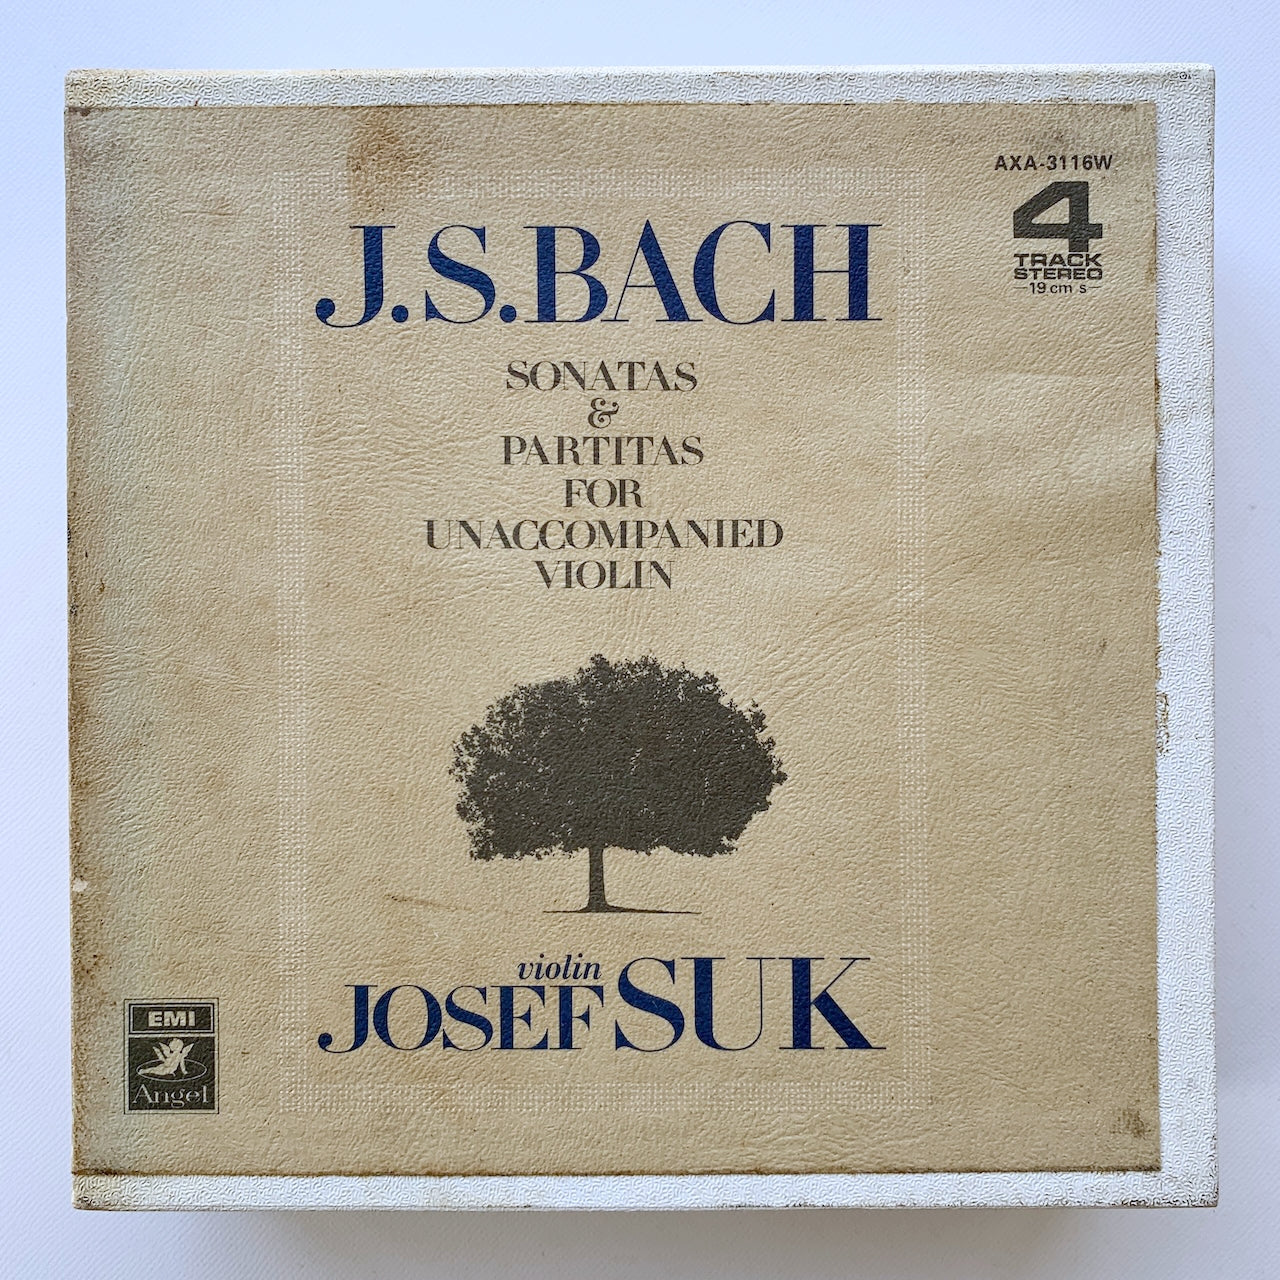 AXA-3116W
4
TRACK
STEREO
19 cm s
J.S.BACH
SONATAS
&
PARTITAS
FOR
UNACCOMPANIED
VIOLIN
violin
JOSEF SUK
EMI
Angel